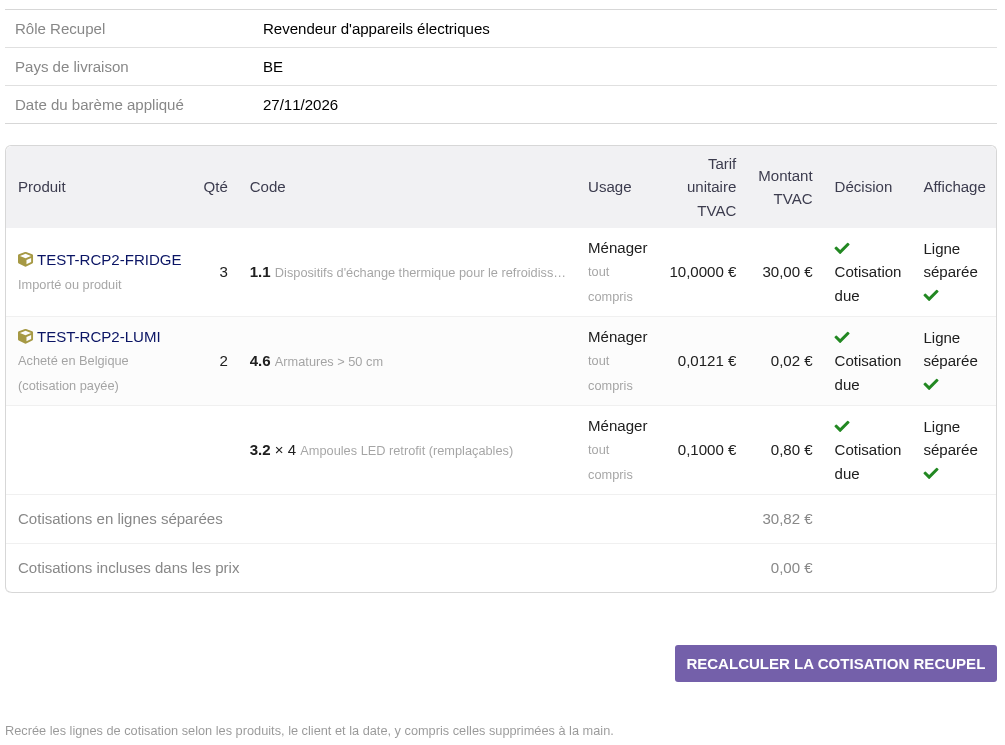 Rôle Recupel Revendeur d'appareils électriques
Pays de livraison BE
Date du barème appliqué 27/11/2026
Produit Qté Code Usage Tarif unitaire TVAC Montant TVAC Décision Affichage
TEST-RCP2-FRIDGE
Importé ou produit
3
1.1 Dispositifs d'échange thermique pour le refroidiss…
Ménager
tout
compris
10,0000 €
30,00 €
Cotisation
due
Ligne
séparée
TEST-RCP2-LUMI
Acheté en Belgique
(cotisation payée)
2
4.6 Armatures > 50 cm
Ménager
tout
compris
0,0121 €
0,02 €
Cotisation
due
Ligne
séparée
3.2 × 4 Ampoules LED retrofit (remplaçables)
Ménager
tout
compris
0,1000 €
0,80 €
Cotisation
due
Ligne
séparée
Cotisations en lignes séparées 30,82 €
Cotisations incluses dans les prix 0,00 €
RECALCULER LA COTISATION RECUPEL
Recrée les lignes de cotisation selon les produits, le client et la date, y compris celles supprimées à la main.